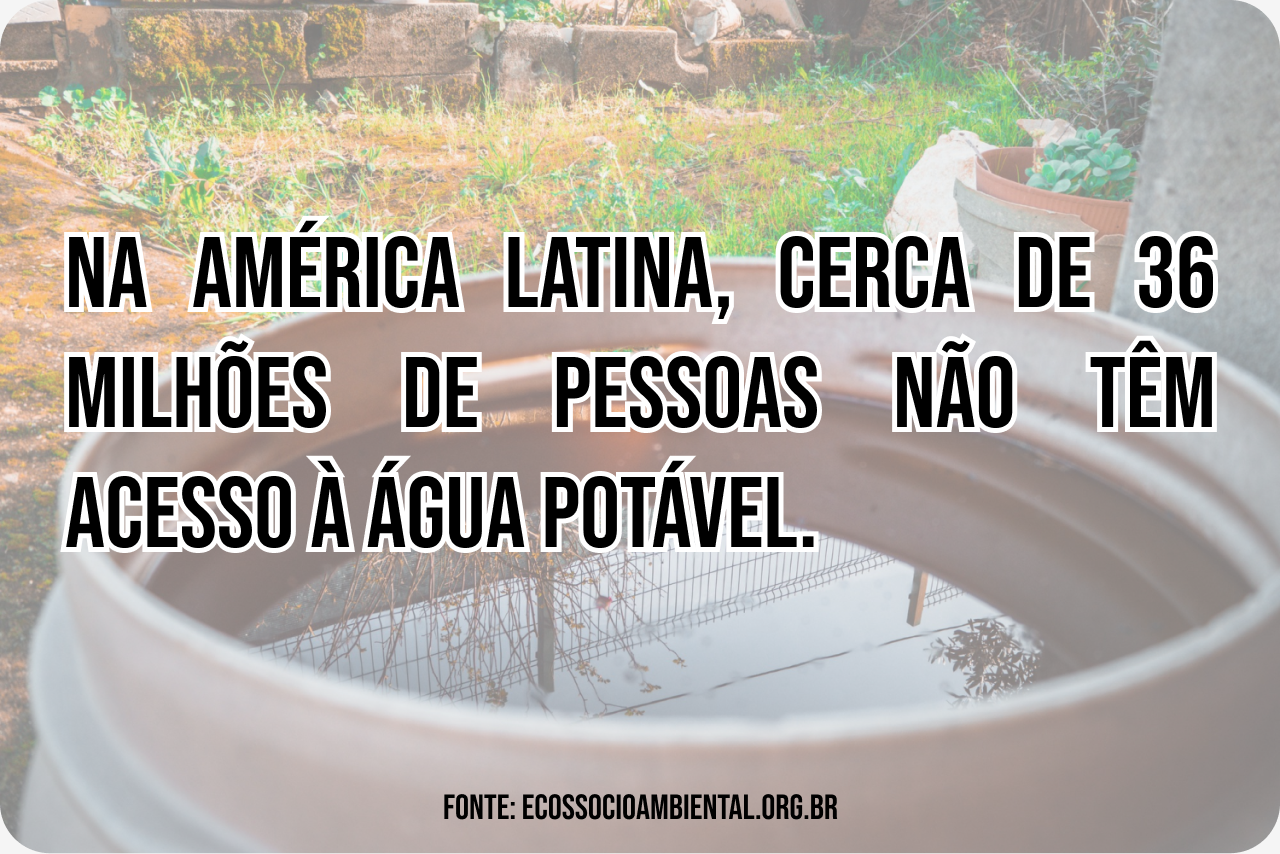 NA AMÉRICA LATINA, CERCA DE 36
MILHÕES DE PESSOAS NÃO TÊM
ACESSO À ÁGUA POTÁVEL.
FONTE: ECOSSOCIOAMBIENTAL.ORG.BR